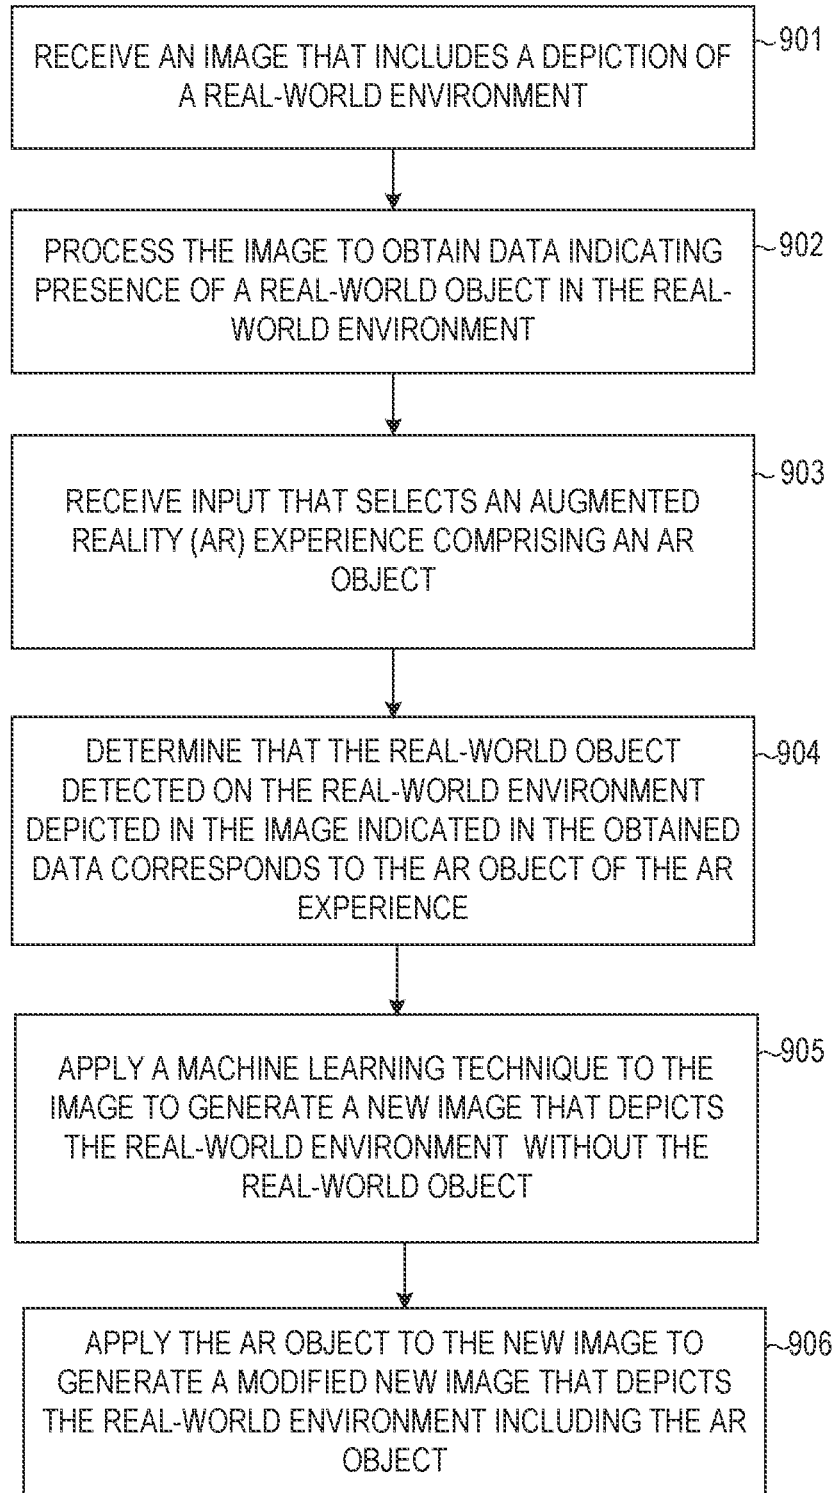 RECEIVE AN IMAGE THAT INCLUDES A DEPICTION OF
A REAL-WORLD ENVIRONMENT
901
PROCESS THE IMAGE TO OBTAIN DATA INDICATING
PRESENCE OF A REAL-WORLD OBJECT IN THE REAL-
WORLD ENVIRONMENT
902
RECEIVE INPUT THAT SELECTS AN AUGMENTED
REALITY (AR) EXPERIENCE COMPRISING AN AR
OBJECT
903
DETERMINE THAT THE REAL-WORLD OBJECT
DETECTED ON THE REAL-WORLD ENVIRONMENT
DEPICTED IN THE IMAGE INDICATED IN THE OBTAINED
DATA CORRESPONDS TO THE AR OBJECT OF THE AR
EXPERIENCE
904
APPLY A MACHINE LEARNING TECHNIQUE TO THE
IMAGE TO GENERATE A NEW IMAGE THAT DEPICTS
THE REAL-WORLD ENVIRONMENT WITHOUT THE
REAL-WORLD OBJECT
905
APPLY THE AR OBJECT TO THE NEW IMAGE TO
GENERATE A MODIFIED NEW IMAGE THAT DEPICTS
THE REAL-WORLD ENVIRONMENT INCLUDING THE AR
OBJECT
906